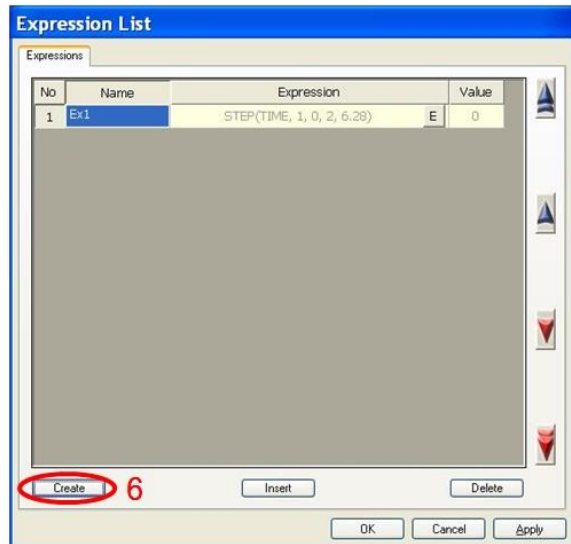 Expression List
Expressions
No Name Expression Value
1 Ex1 STEP(TIME, 1, 0, 2, 6.28) E 0
Create 6 Insert Delete
OK Cancel Apply